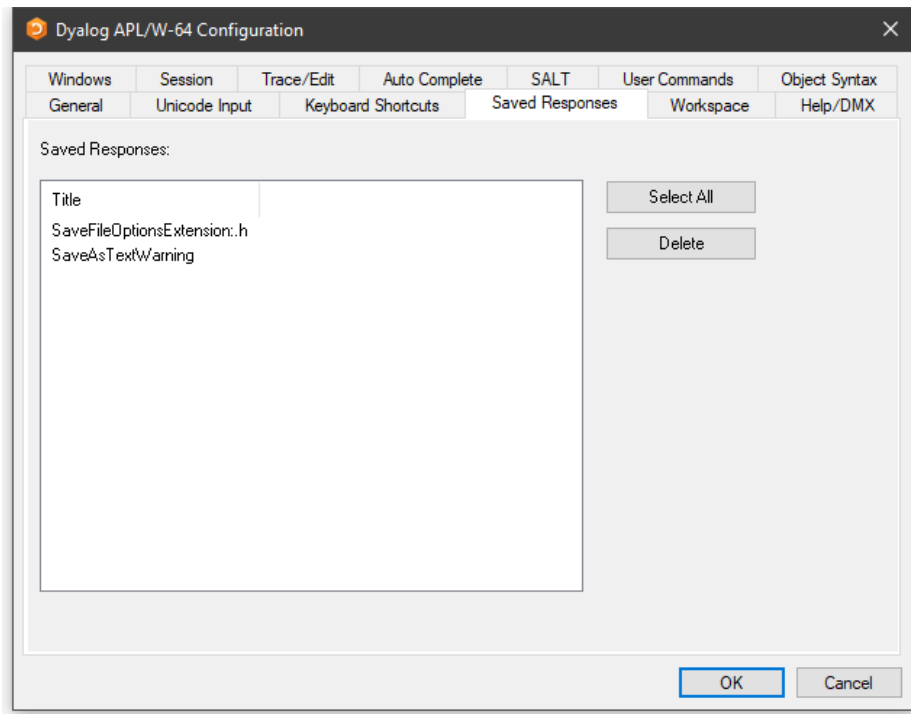 Dyalog APL/W-64 Configuration
Windows Session Trace/Edit Auto Complete SALT User Commands Object Syntax
General Unicode Input Keyboard Shortcuts Saved Responses Workspace Help/DMX
Saved Responses:
Title
SaveFileOptionsExtension:.h
SaveAsTextWarning
Select All
Delete
OK Cancel